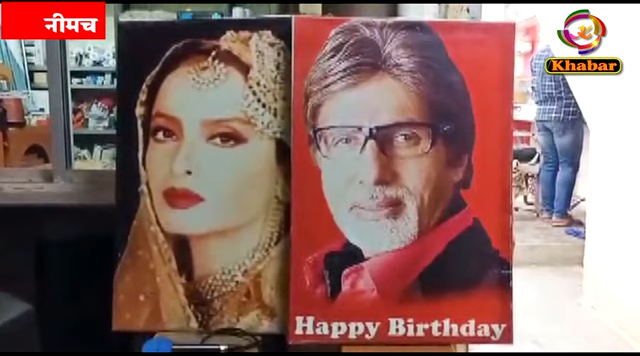 नीमच
Khabar
Happy Birthday